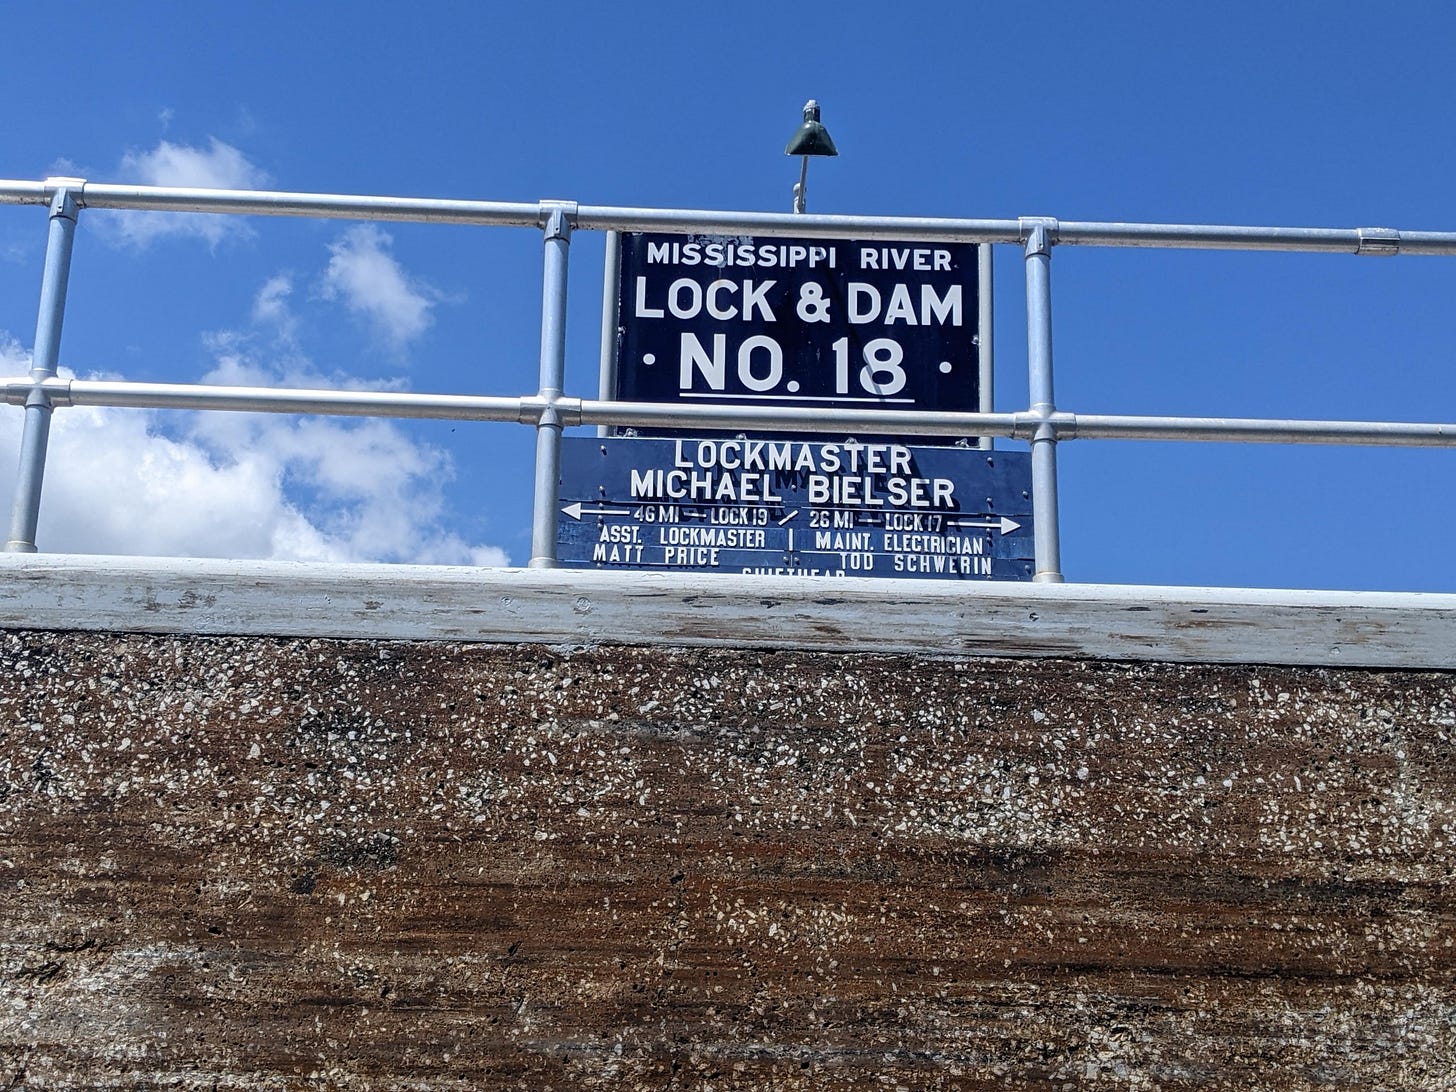 MISSISSIPPI RIVER
LOCK & DAM
· NO. 18 ·
LOCKMASTER
MICHAEL BIELSER
← 46 MI — LOCK 19 / 26 MI — LOCK 17 →
ASST. LOCKMASTER | MAINT. ELECTRICIAN
MATT PRICE | TOD SCHWERIN